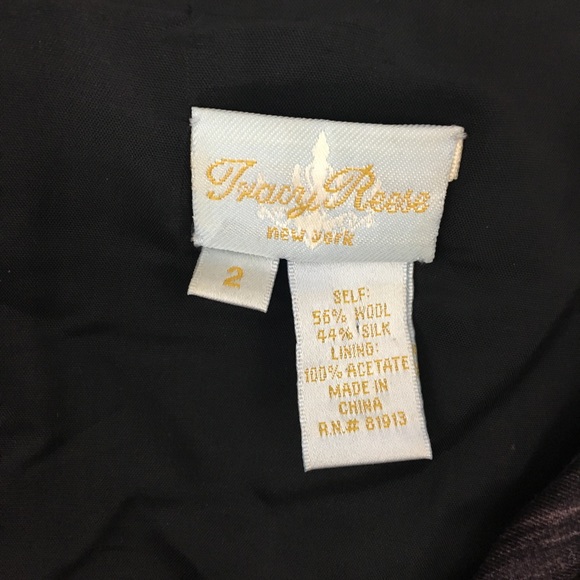 Tracy Reese
new york
2
SELF:
56% WOOL
44% SILK
LINING:
100% ACETATE
MADE IN
CHINA
R.N.# 81913